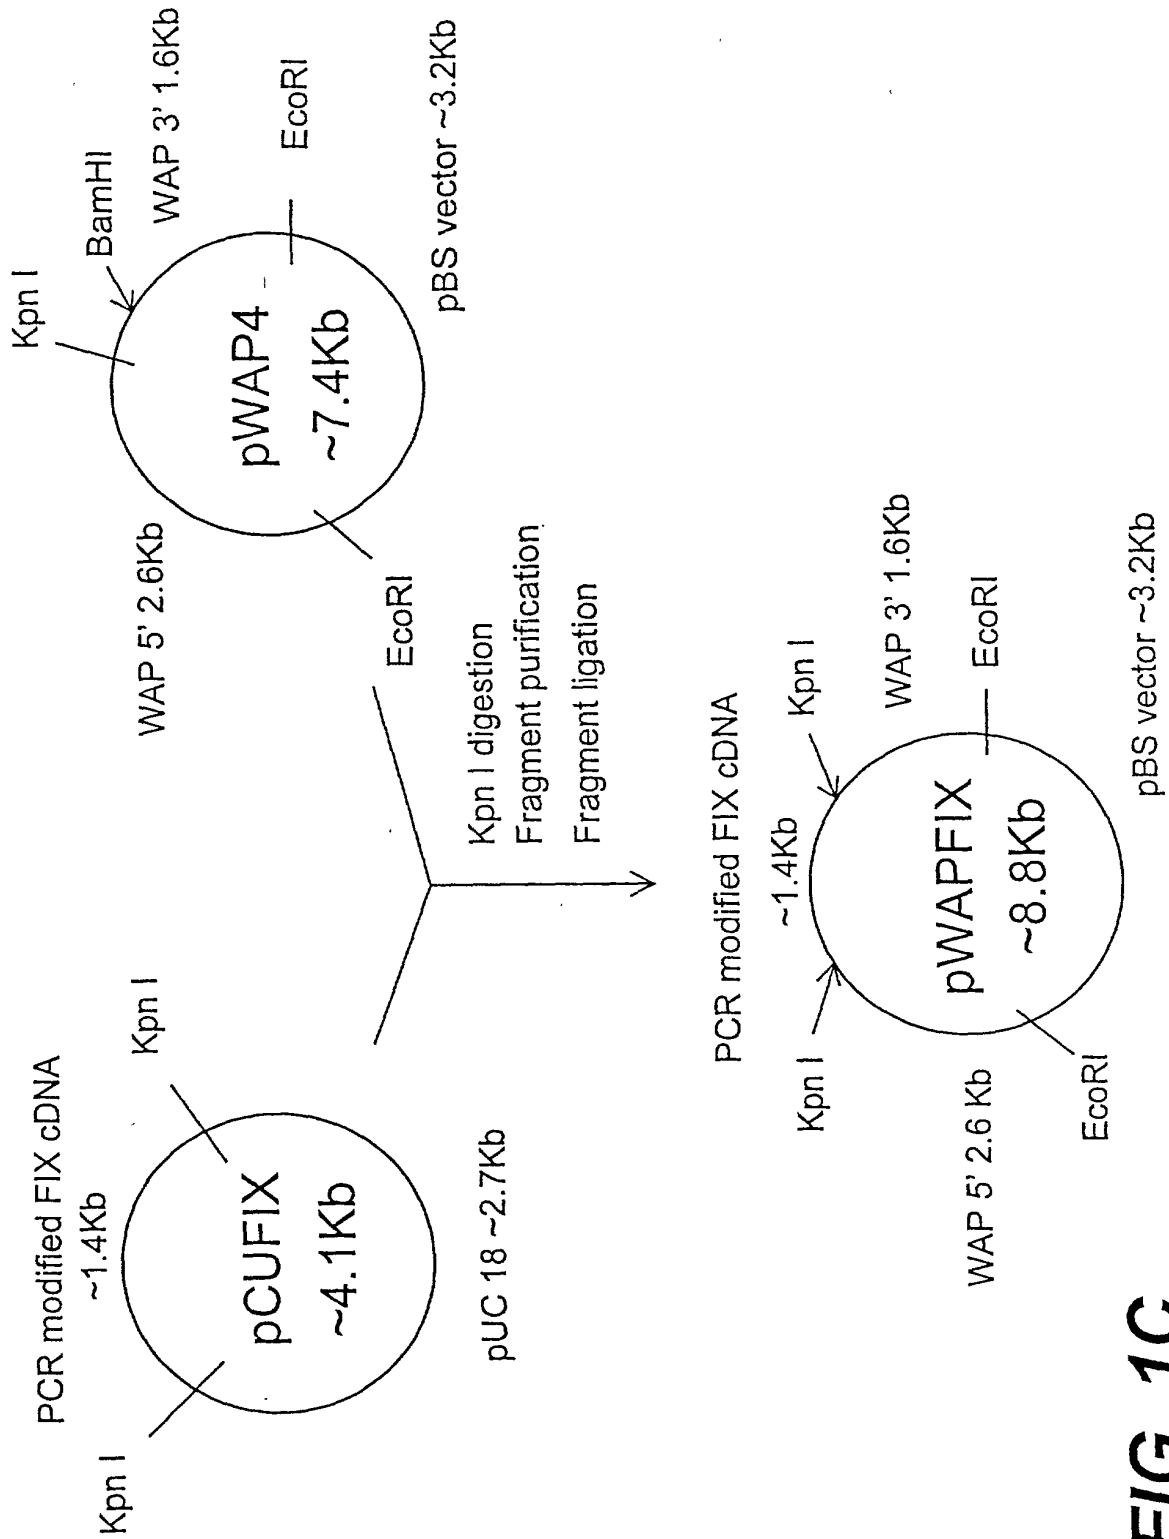 PCR modified FIX cDNA
~1.4Kb
Kpn I
Kpn I
pCUFIX
~4.1Kb
pUC 18 ~2.7Kb
Kpn I
BamHI
WAP 5' 2.6Kb
WAP 3' 1.6Kb
pWAP4
~7.4Kb
EcoRI
EcoRI
pBS vector ~3.2Kb
Kpn I digestion
Fragment purification
Fragment ligation
PCR modified FIX cDNA
~1.4Kb
Kpn I
Kpn I
WAP 5' 2.6 Kb
WAP 3' 1.6Kb
pWAPFIX
~8.8Kb
EcoRI
EcoRI
pBS vector ~3.2Kb
FIG. 1C